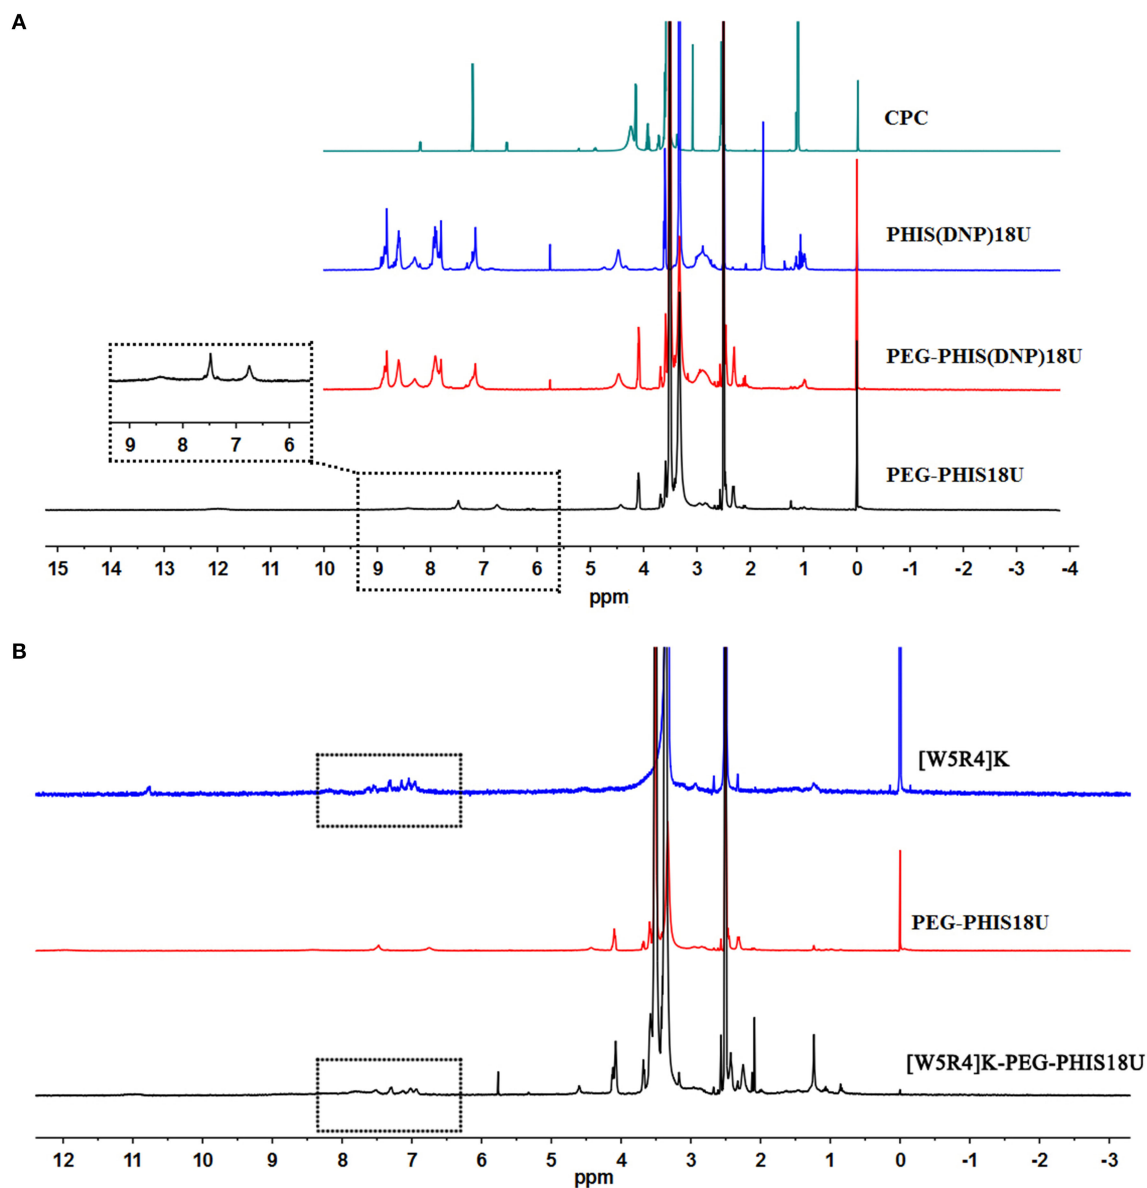 A
CPC
PHIS(DNP)18U
PEG-PHIS(DNP)18U
9 8 7 6
PEG-PHIS18U
15 14 13 12 11 10 9 8 7 6 5 4 3 2 1 0 -1 -2 -3 -4
ppm
B
[W5R4]K
PEG-PHIS18U
[W5R4]K-PEG-PHIS18U
12 11 10 9 8 7 6 5 4 3 2 1 0 -1 -2 -3
ppm